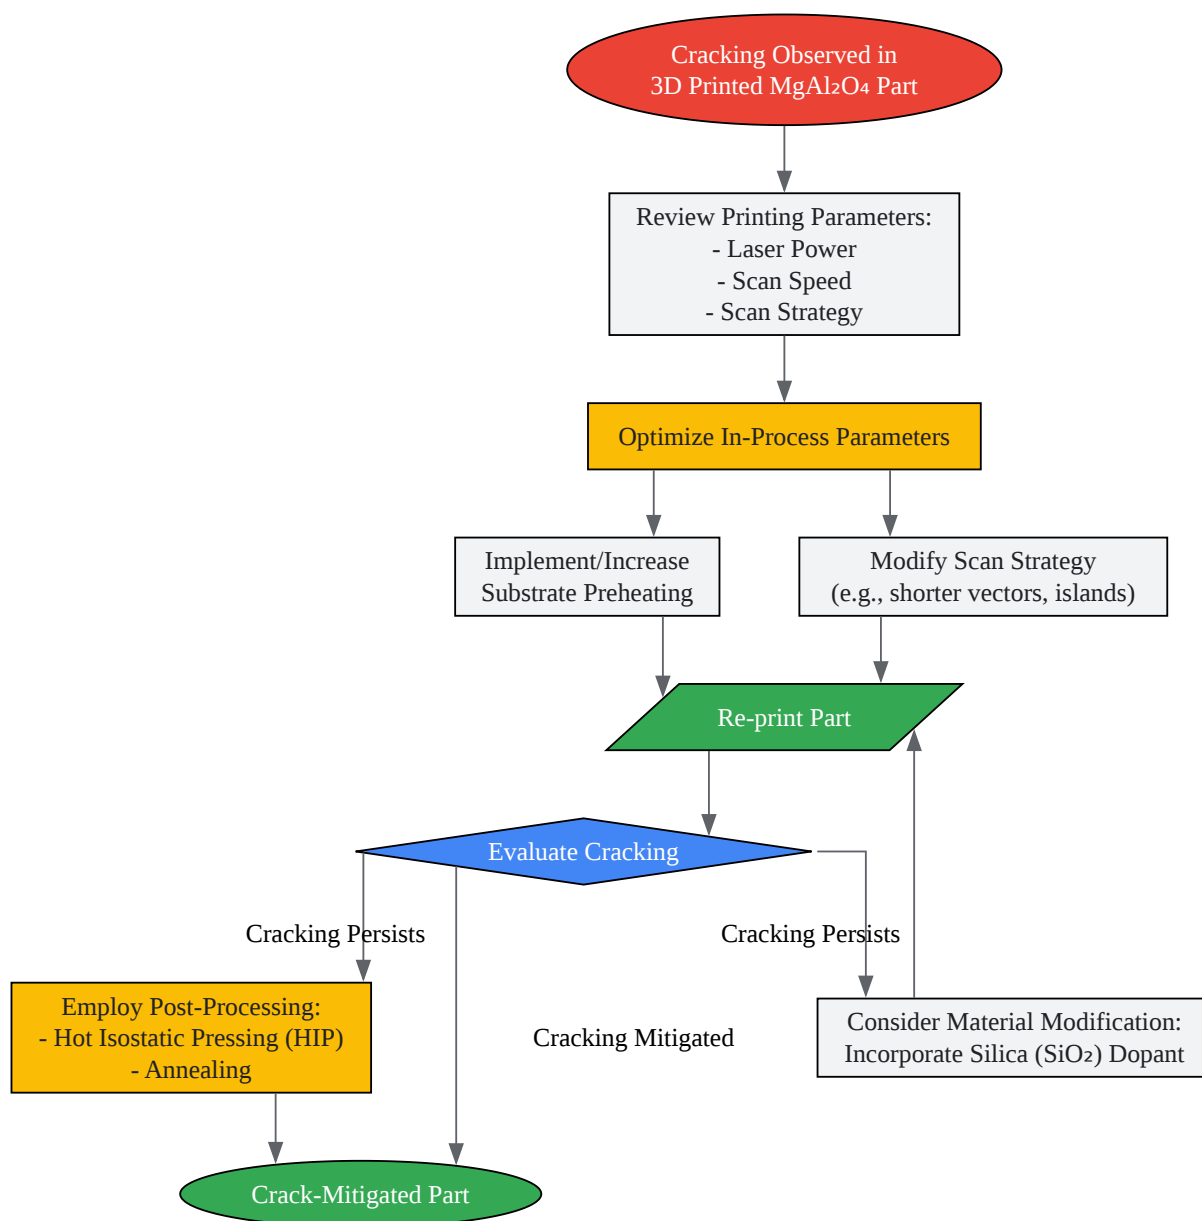 Cracking Observed in
3D Printed MgAl₂O₄ Part
Review Printing Parameters:
- Laser Power
- Scan Speed
- Scan Strategy
Optimize In-Process Parameters
Implement/Increase
Substrate Preheating
Modify Scan Strategy
(e.g., shorter vectors, islands)
Re-print Part
Evaluate Cracking
Cracking Persists
Cracking Persists
Employ Post-Processing:
- Hot Isostatic Pressing (HIP)
- Annealing
Cracking Mitigated
Consider Material Modification:
Incorporate Silica (SiO₂) Dopant
Crack-Mitigated Part